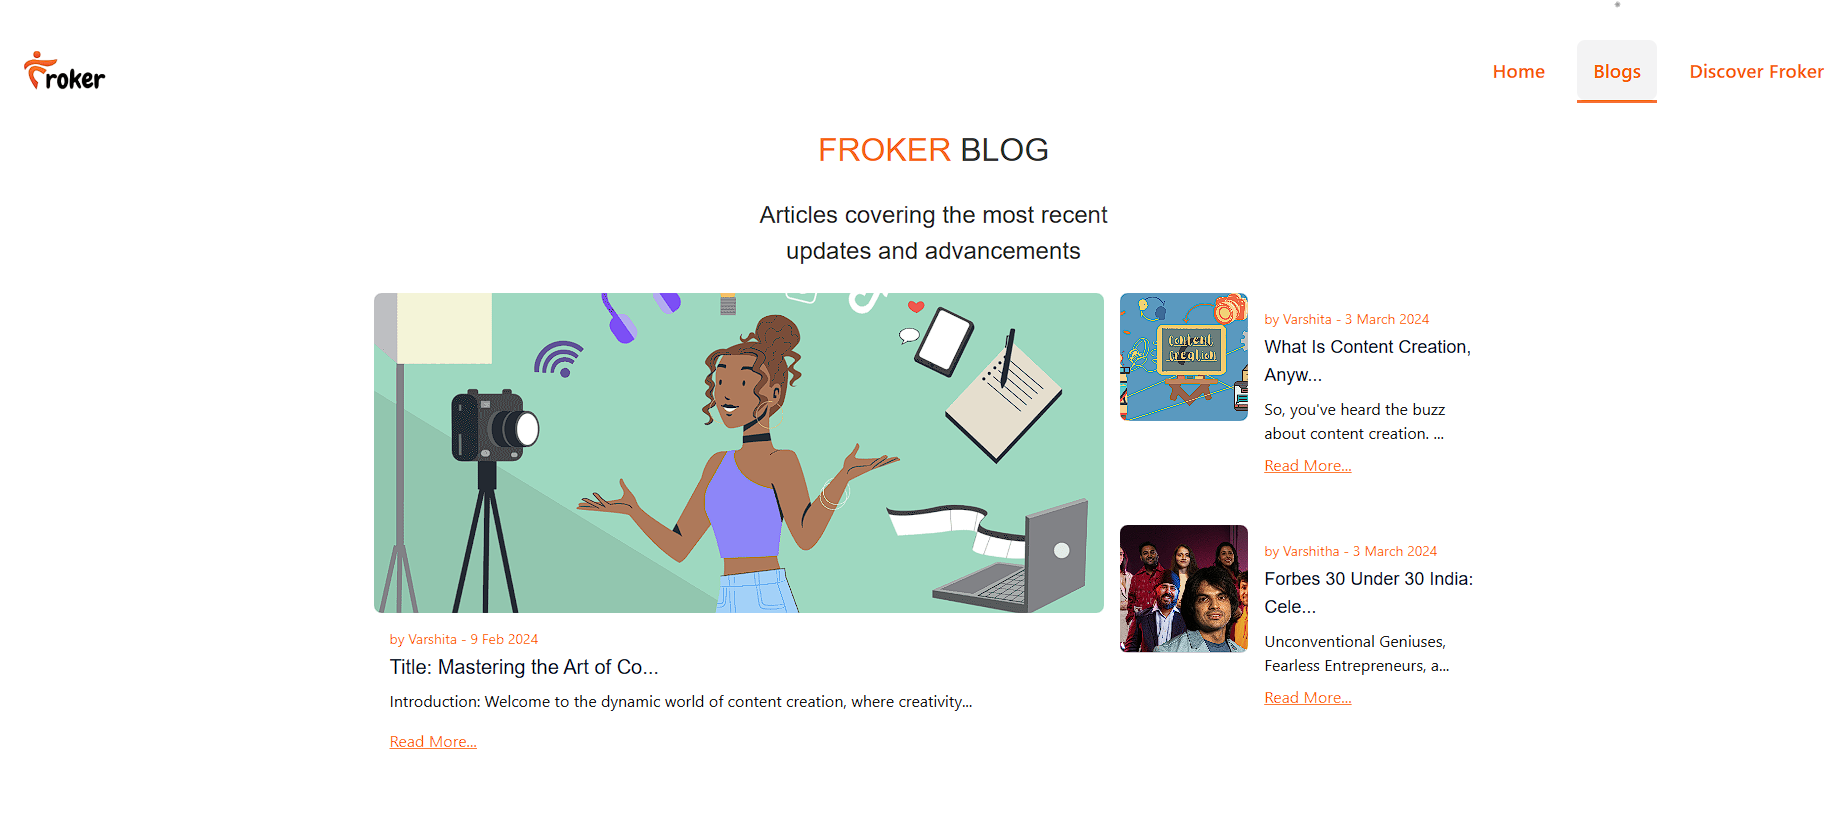 Froker
Home
Blogs
Discover Froker
FROKER BLOG
Articles covering the most recent
updates and advancements
by Varshita - 9 Feb 2024
Title: Mastering the Art of Co...
Introduction: Welcome to the dynamic world of content creation, where creativity...
Read More...
Content
Creation
by Varshita - 3 March 2024
What Is Content Creation,
Anyw...
So, you've heard the buzz
about content creation. ...
Read More...
by Varshitha - 3 March 2024
Forbes 30 Under 30 India:
Cele...
Unconventional Geniuses,
Fearless Entrepreneurs, a...
Read More...